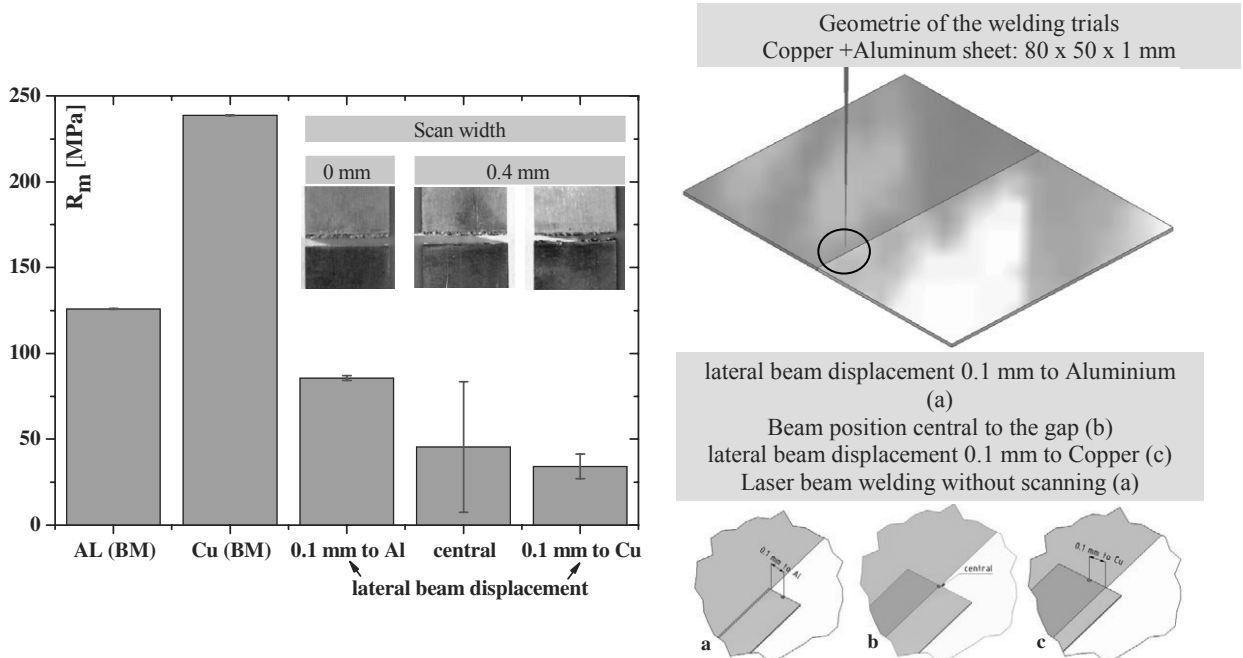 250
200
150
100
50
0
R_m [MPa]
Scan width
0 mm
0.4 mm
AL (BM)
Cu (BM)
0.1 mm to Al
central
0.1 mm to Cu
lateral beam displacement
Geometrie of the welding trials
Copper +Aluminum sheet: 80 x 50 x 1 mm
lateral beam displacement 0.1 mm to Aluminium
(a)
Beam position central to the gap (b)
lateral beam displacement 0.1 mm to Copper (c)
Laser beam welding without scanning (a)
0.1 mm to Al
a
central
b
0.1 mm to Cu
c